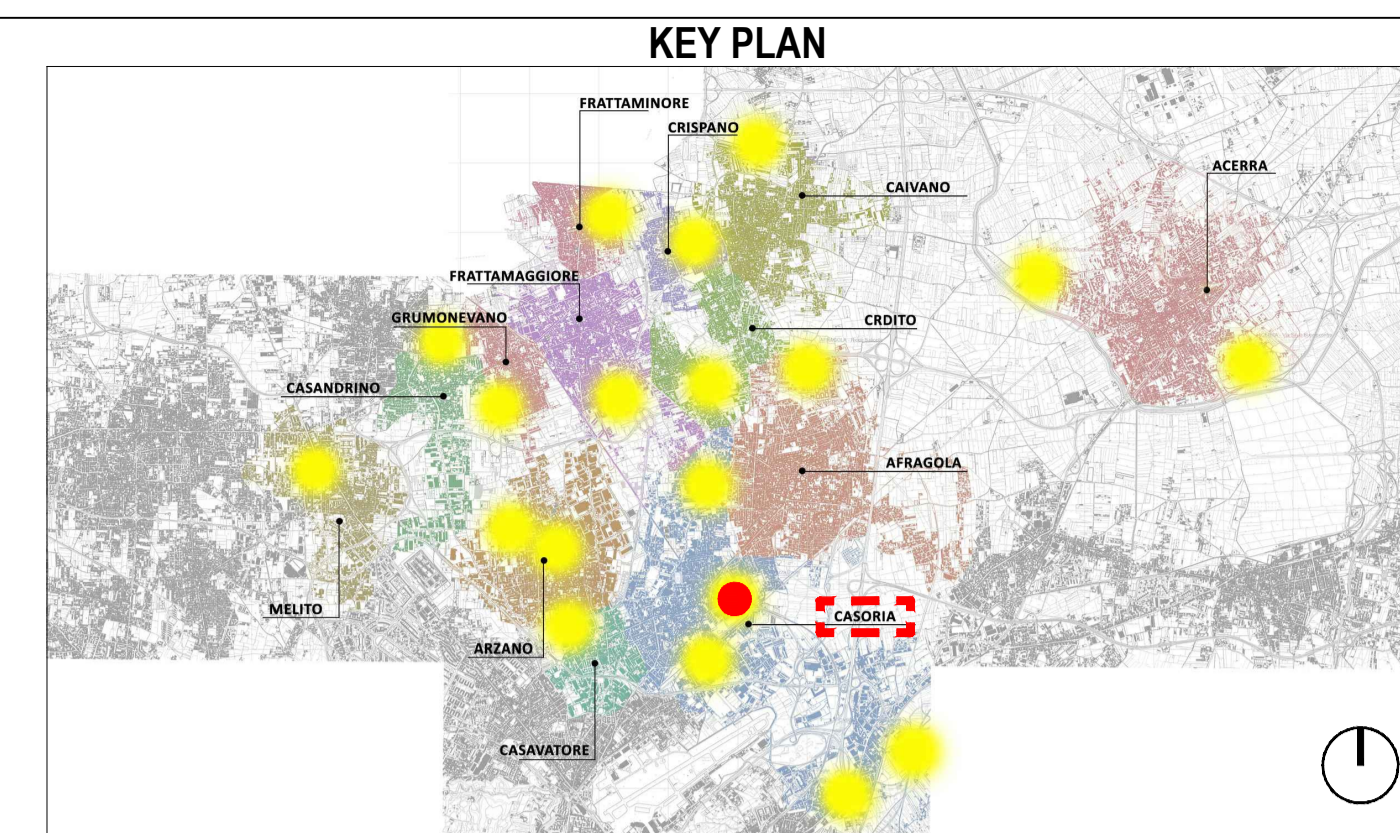 KEY PLAN
FRATTAMINORE
CRISPANO
ACERRA
CAIVANO
FRATTAMAGGIORE
GRUMONEVANO
CRDITO
CASANDRINO
AFRAGOLA
MELITO
CASORIA
ARZANO
CASAVATORE